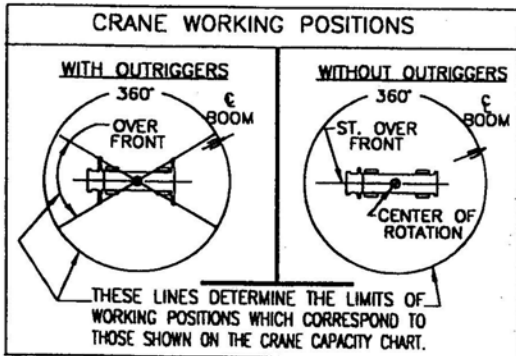 CRANE WORKING POSITIONS
WITH OUTRIGGERS
360°
℄
BOOM
OVER
FRONT
WITHOUT OUTRIGGERS
360°
℄
BOOM
ST. OVER
FRONT
CENTER OF
ROTATION
THESE LINES DETERMINE THE LIMITS OF
WORKING POSITIONS WHICH CORRESPOND TO
THOSE SHOWN ON THE CRANE CAPACITY CHART.